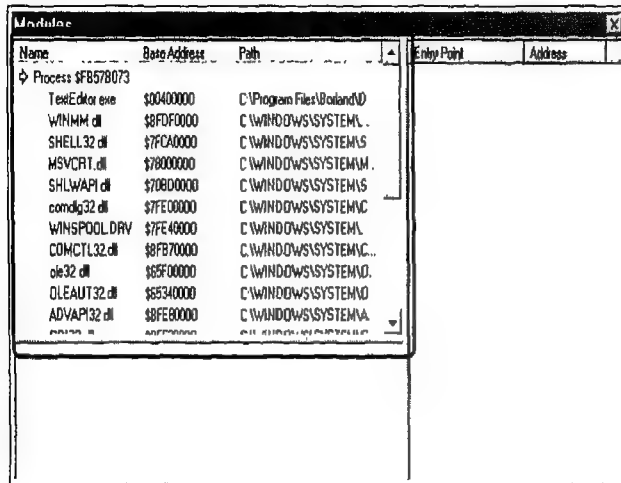 Modules
Name Base Address Path Entry Point Address
Process $FB578073
TextEditor.exe $00400000 C:\Program Files\Borland\D
WINMM.dll $BFDF0000 C:\WINDOWS\SYSTEM\..
SHELL32.dll $7FCA0000 C:\WINDOWS\SYSTEM\S
MSVCRT.dll $78000000 C:\WINDOWS\SYSTEM\M.
SHLWAPI.dll $70BD0000 C:\WINDOWS\SYSTEM\S
comdlg32.dll $7FE00000 C:\WINDOWS\SYSTEM\C
WINSPOOL.DRV $7FE40000 C:\WINDOWS\SYSTEM\
COMCTL32.dll $BFB70000 C:\WINDOWS\SYSTEM\C...
ole32.dll $65F00000 C:\WINDOWS\SYSTEM\O.
OLEAUT32.dll $65340000 C:\WINDOWS\SYSTEM\O
ADVAPI32.dll $BFE80000 C:\WINDOWS\SYSTEM\A.